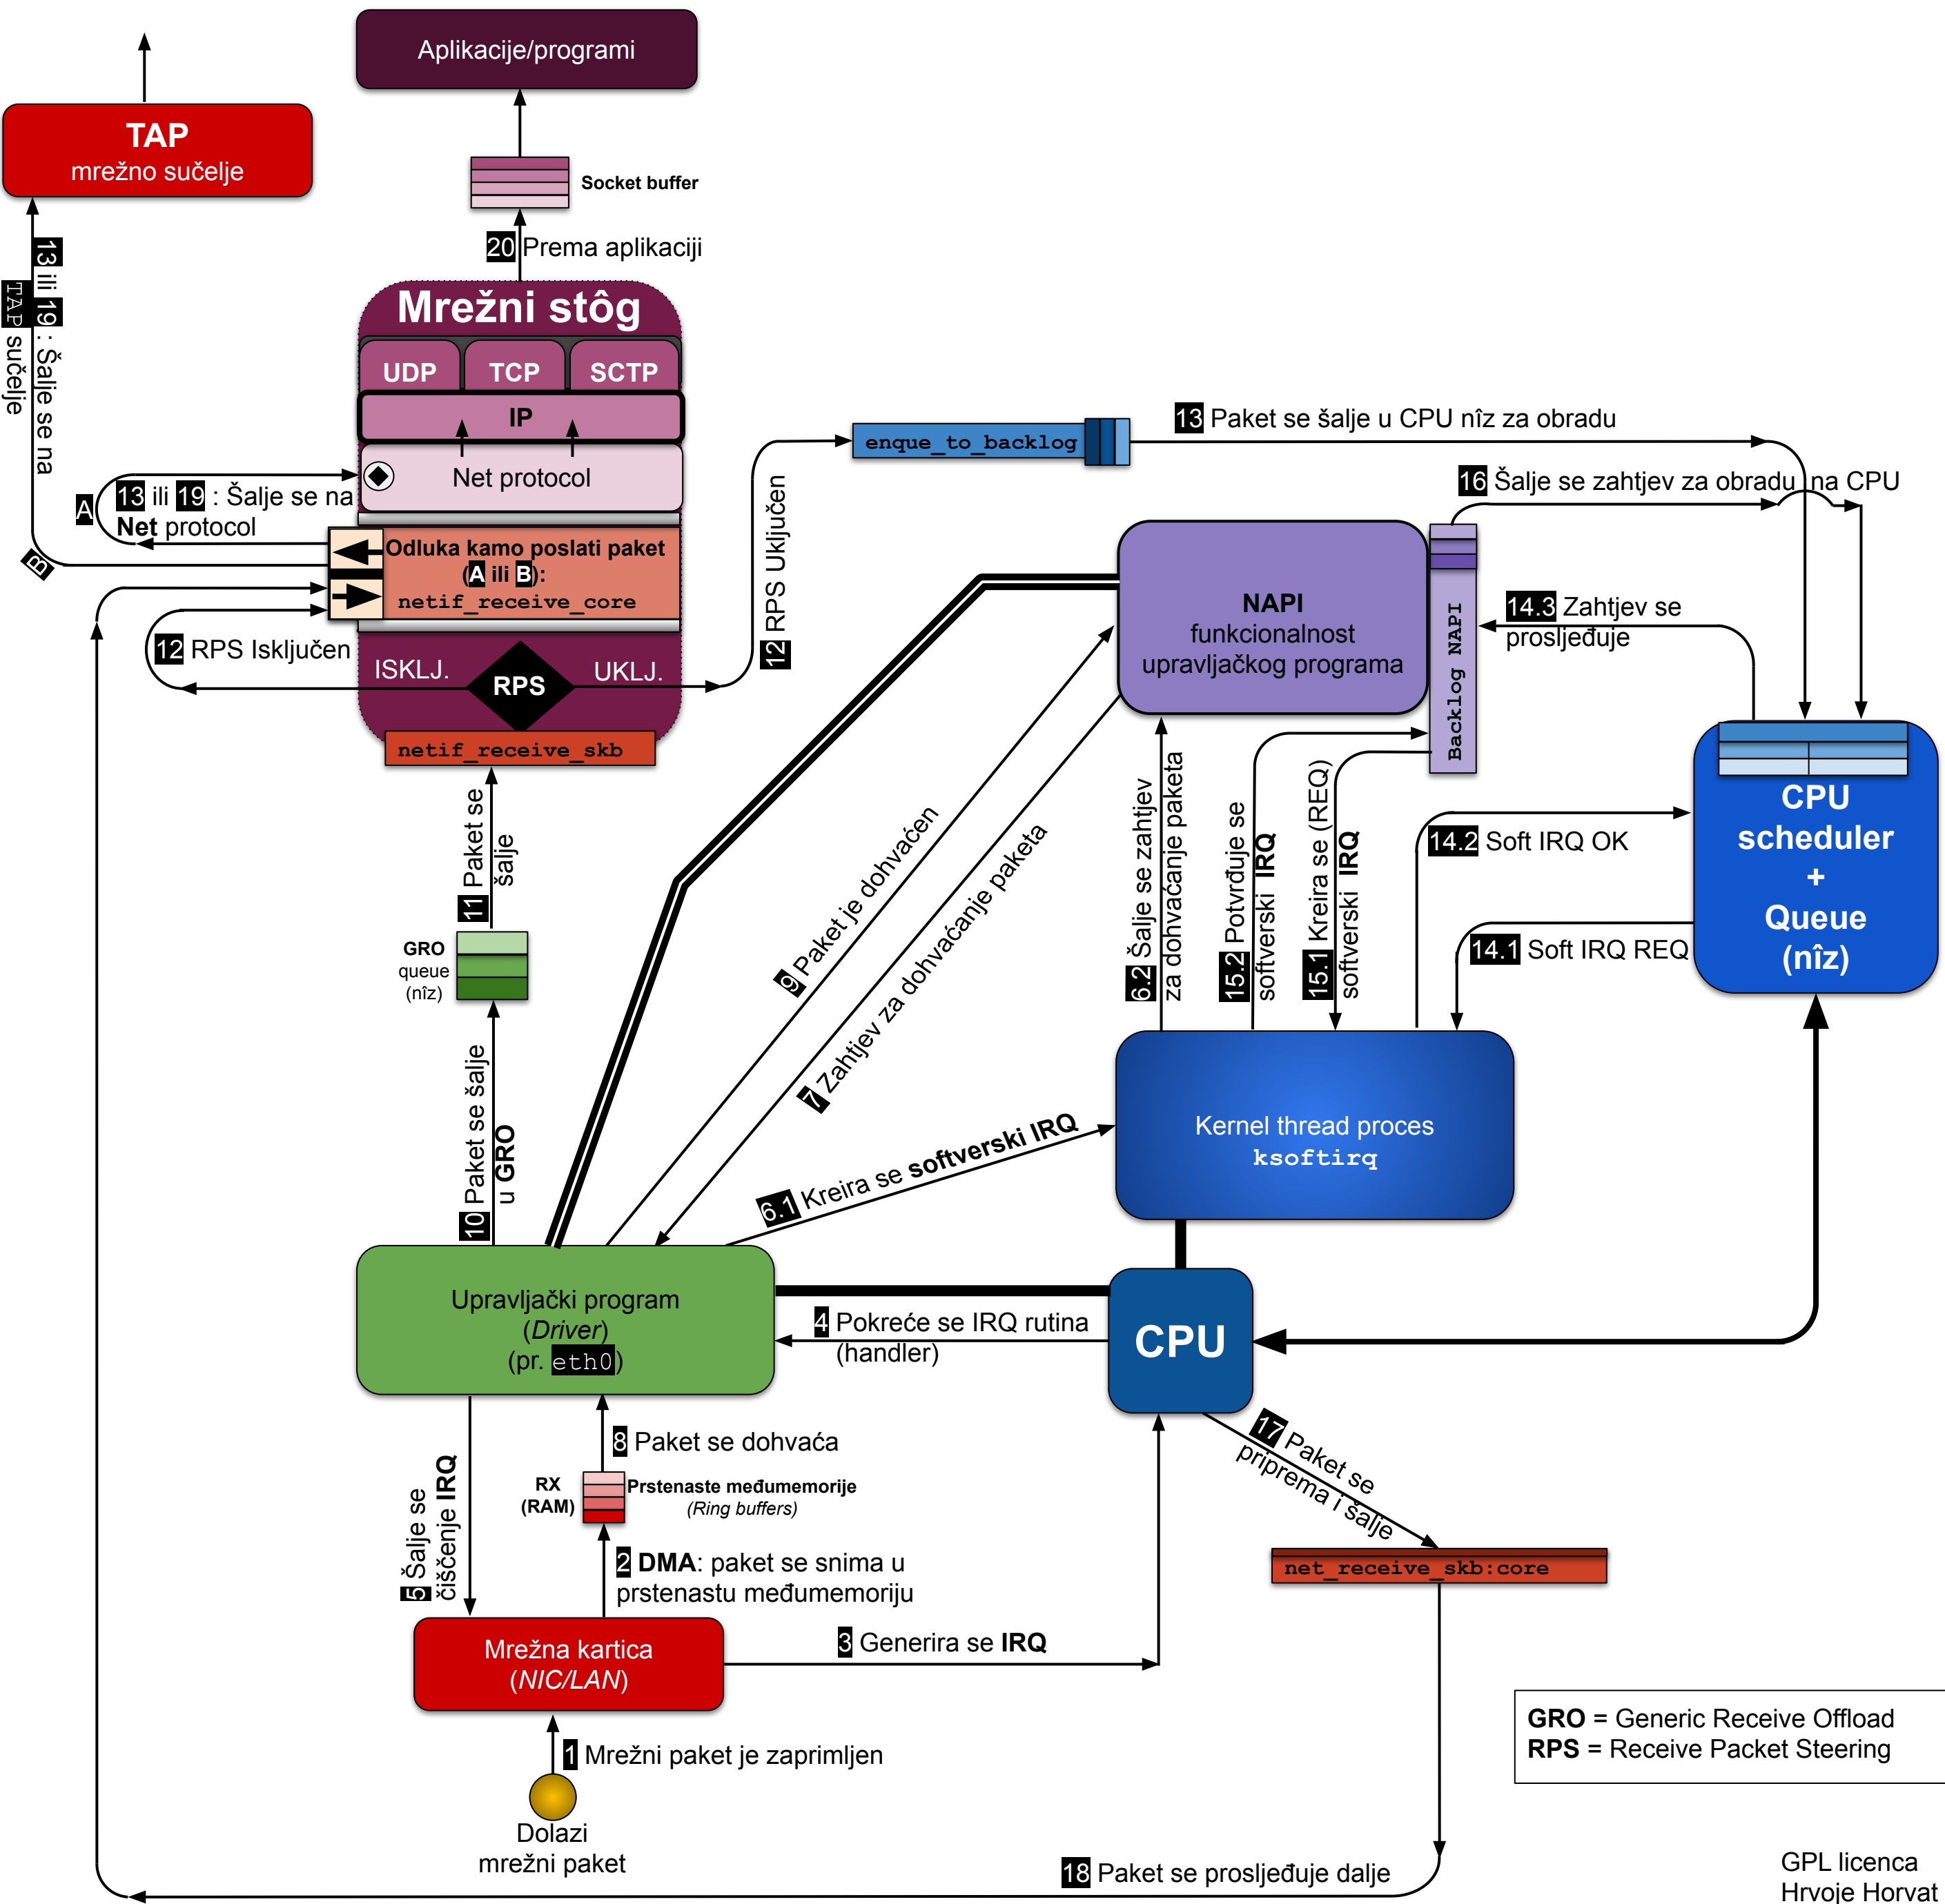 Aplikacije/programi
TAP
mrežno sučelje
Socket buffer
20 Prema aplikaciji
13 ili 19 : Šalje se na
TAP sučelje
Mrežni stôg
UDP
TCP
SCTP
IP
Net protocol
A
13 ili 19 : Šalje se na
Net protocol
B
Odluka kamo poslati paket
(A ili B):
netif_receive_core
12 RPS Isključen
ISKLJ.
RPS
UKLJ.
netif_receive_skb
12 RPS Uključen
enque_to_backlog
13 Paket se šalje u CPU nîz za obradu
16 Šalje se zahtjev za obradu na CPU
NAPI
funkcionalnost
upravljačkog programa
Backlog NAPI
14.3 Zahtjev se
prosljeđuje
CPU
scheduler
+
Queue
(nîz)
14.2 Soft IRQ OK
14.1 Soft IRQ REQ
11 Paket se
šalje
GRO
queue
(nîz)
10 Paket se šalje
u GRO
9 Paket je dohvaćen
7 Zahtjev za dohvaćanje paketa
6.2 Šalje se zahtjev
za dohvaćanje paketa
15.2 Potvrđuje se
softverski IRQ
15.1 Kreira se (REQ)
softverski IRQ
6.1 Kreira se softverski IRQ
Kernel thread proces
ksoftirq
Upravljački program
(Driver)
(pr. eth0)
4 Pokreće se IRQ rutina
(handler)
CPU
8 Paket se dohvaća
RX
(RAM)
Prstenaste međumemorije
(Ring buffers)
5 Šalje se
čiščenje IRQ
2 DMA: paket se snima u
prstenastu međumemoriju
17 Paket se
priprema i šalje
net_receive_skb:core
Mrežna kartica
(NIC/LAN)
3 Generira se IRQ
1 Mrežni paket je zaprimljen
Dolazi
mrežni paket
18 Paket se prosljeđuje dalje
GRO = Generic Receive Offload
RPS = Receive Packet Steering
GPL licenca
Hrvoje Horvat